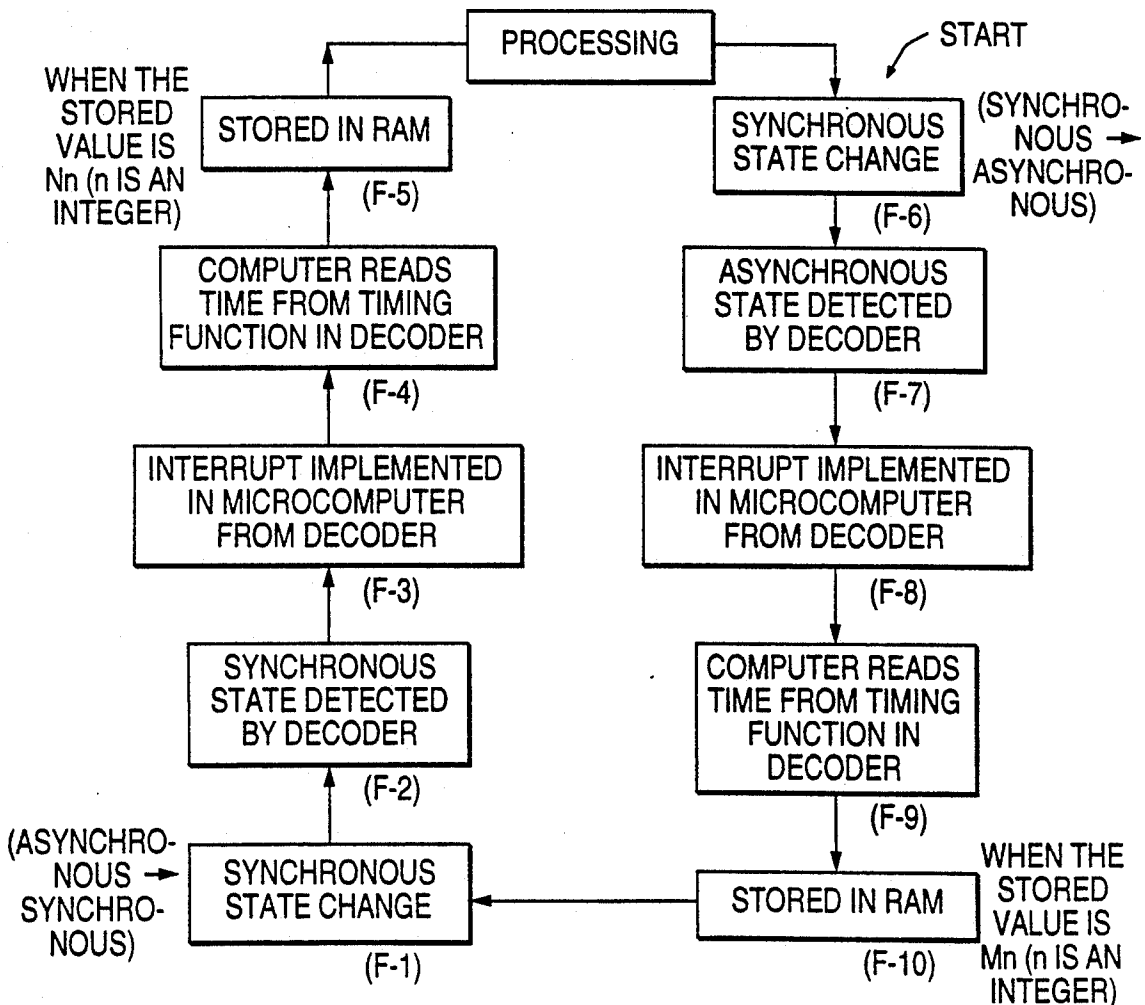 PROCESSING
START
WHEN THE
STORED
VALUE IS
Nn (n IS AN
INTEGER)
STORED IN RAM
(F-5)
SYNCHRONOUS
STATE CHANGE
(F-6)
(SYNCHRO-
NOUS →
ASYNCHRO-
NOUS)
COMPUTER READS
TIME FROM TIMING
FUNCTION IN DECODER
(F-4)
ASYNCHRONOUS
STATE DETECTED
BY DECODER
(F-7)
INTERRUPT IMPLEMENTED
IN MICROCOMPUTER
FROM DECODER
(F-3)
INTERRUPT IMPLEMENTED
IN MICROCOMPUTER
FROM DECODER
(F-8)
SYNCHRONOUS
STATE DETECTED
BY DECODER
(F-2)
COMPUTER READS
TIME FROM TIMING
FUNCTION IN
DECODER
(F-9)
(ASYNCHRO-
NOUS →
SYNCHRO-
NOUS)
SYNCHRONOUS
STATE CHANGE
(F-1)
STORED IN RAM
(F-10)
WHEN THE
STORED
VALUE IS
Mn (n IS AN
INTEGER)